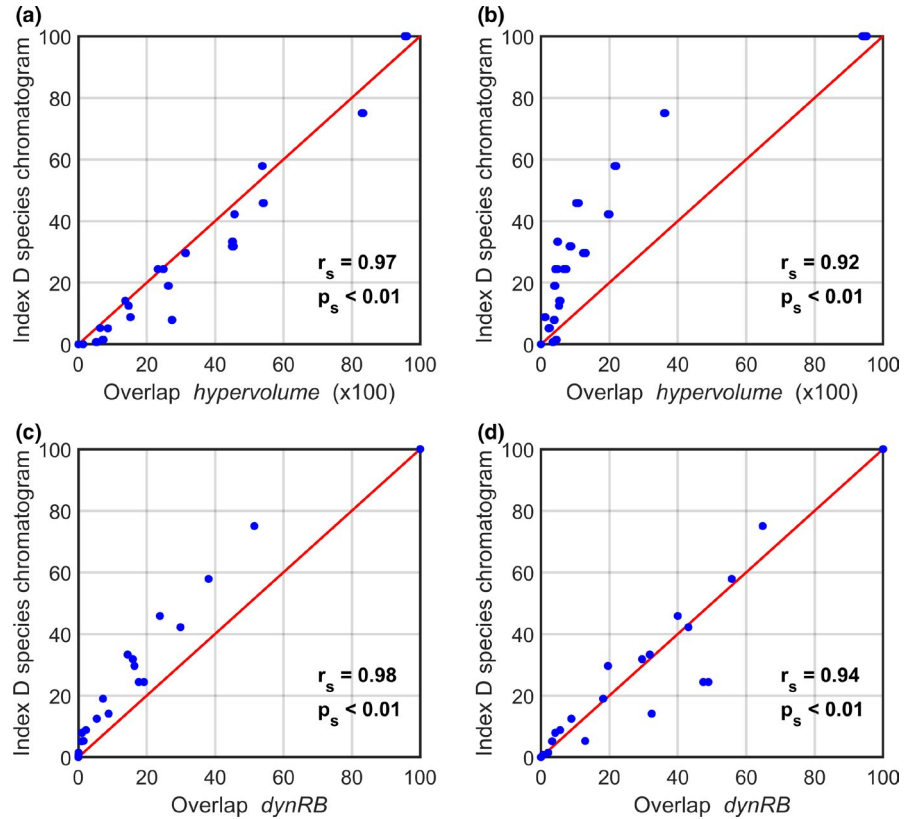 (a)
Index D species chromatogram
100
80
60
40
20
0
r_s = 0.97
p_s < 0.01
0 20 40 60 80 100
Overlap hypervolume (x100)
(b)
Index D species chromatogram
100
80
60
40
20
0
r_s = 0.92
p_s < 0.01
0 20 40 60 80 100
Overlap hypervolume (x100)
(c)
Index D species chromatogram
100
80
60
40
20
0
r_s = 0.98
p_s < 0.01
0 20 40 60 80 100
Overlap dynRB
(d)
Index D species chromatogram
100
80
60
40
20
0
r_s = 0.94
p_s < 0.01
0 20 40 60 80 100
Overlap dynRB